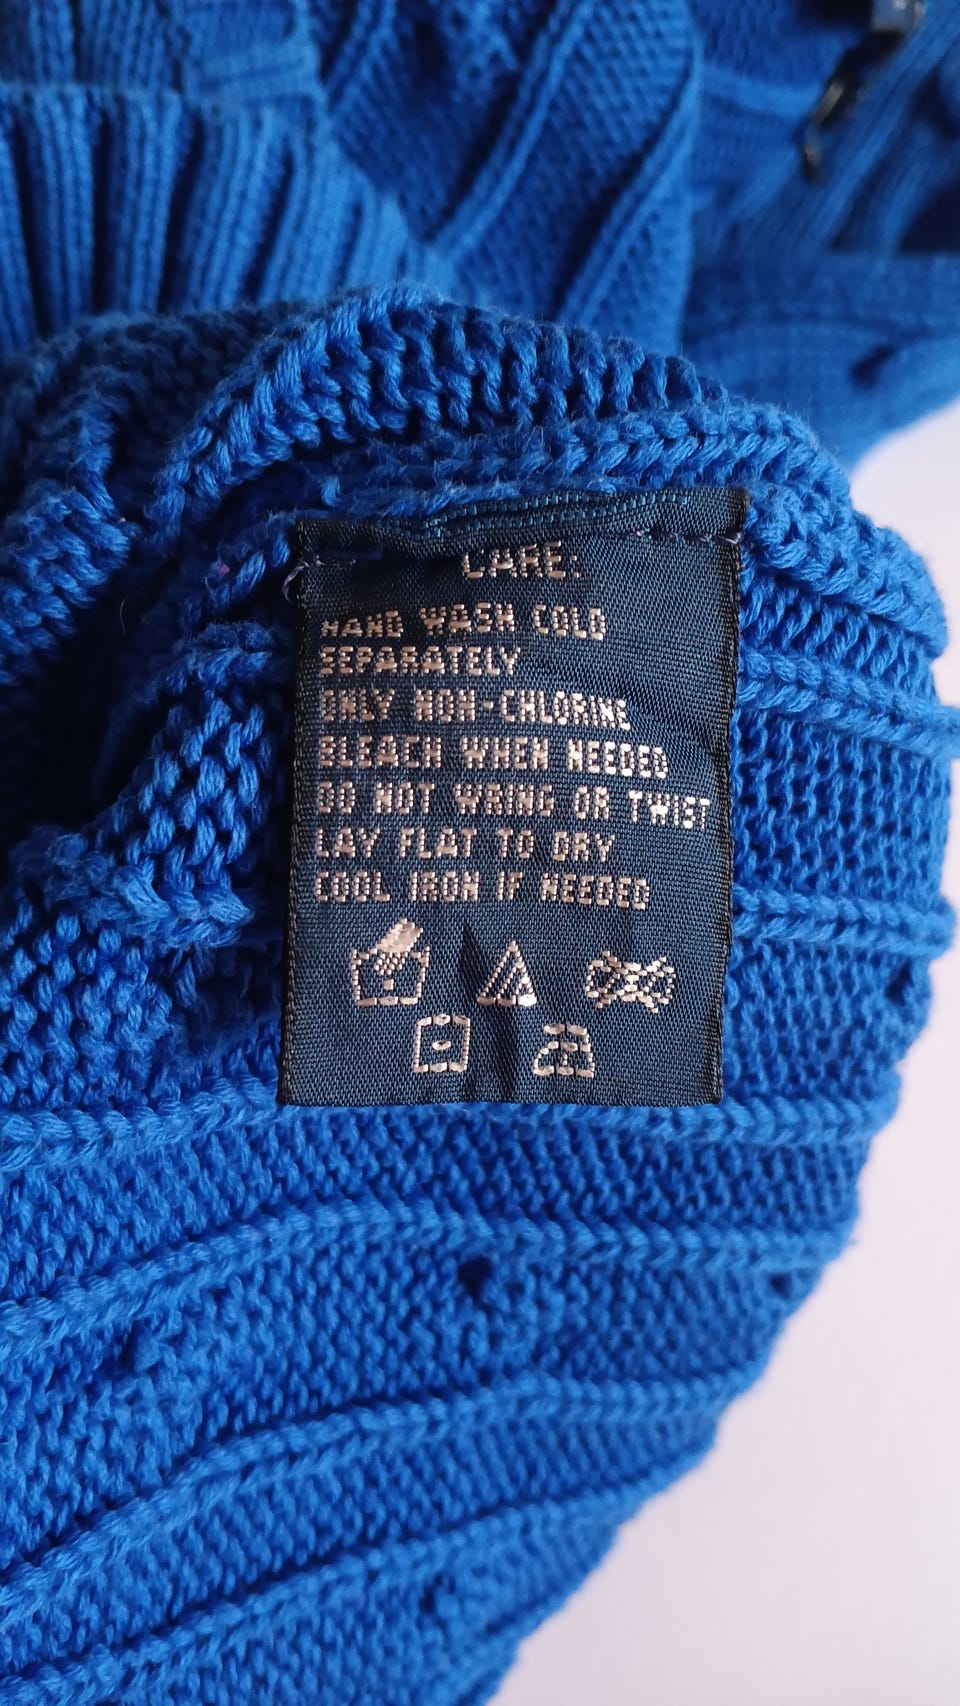 CARE:
HAND WASH COLD
SEPARATELY
ONLY NON-CHLORINE
BLEACH WHEN NEEDED
DO NOT WRING OR TWIST
LAY FLAT TO DRY
COOL IRON IF NEEDED